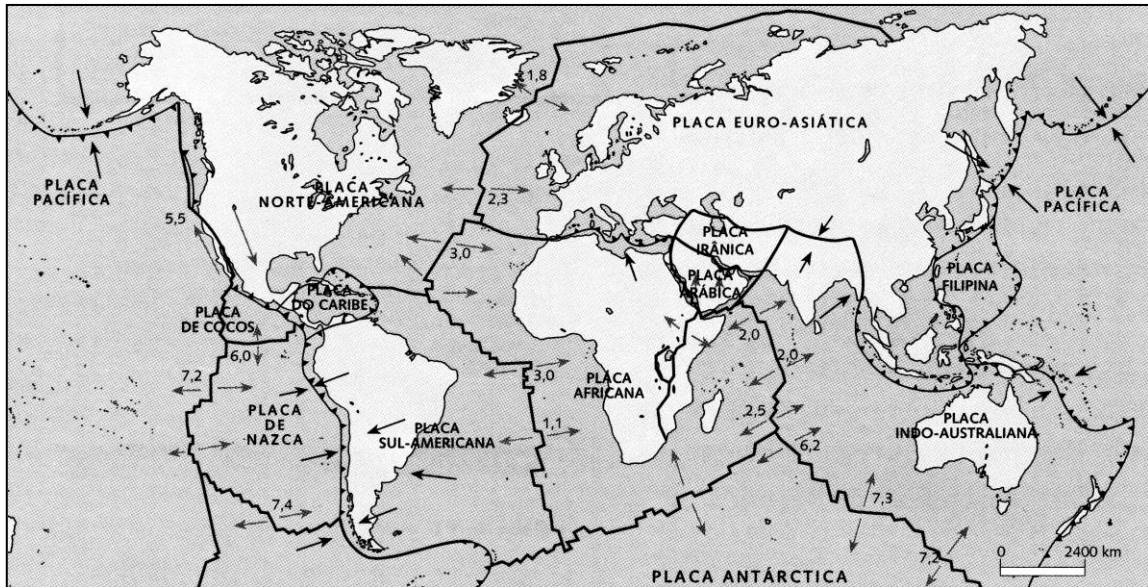 1,8
PLACA EURO-ASIÁTICA
PLACA
PACÍFICA
PLACA
NORTE-AMERICANA
2,3
PLACA
PACÍFICA
5,5
3,0
PLACA
IRÂNICA
PLACA
ARÁBICA
PLACA
FILIPINA
PLACA
DO CARIBE
PLACA
DE COCOS
6,0
7,2
3,0
2,0
2,0
PLACA
AFRICANA
PLACA
DE
NAZCA
PLACA
SUL-AMERICANA
1,1
2,5
6,2
PLACA
INDO-AUSTRALIANA
7,4
7,3
7,2
0 2400 km
PLACA ANTÁRCTICA